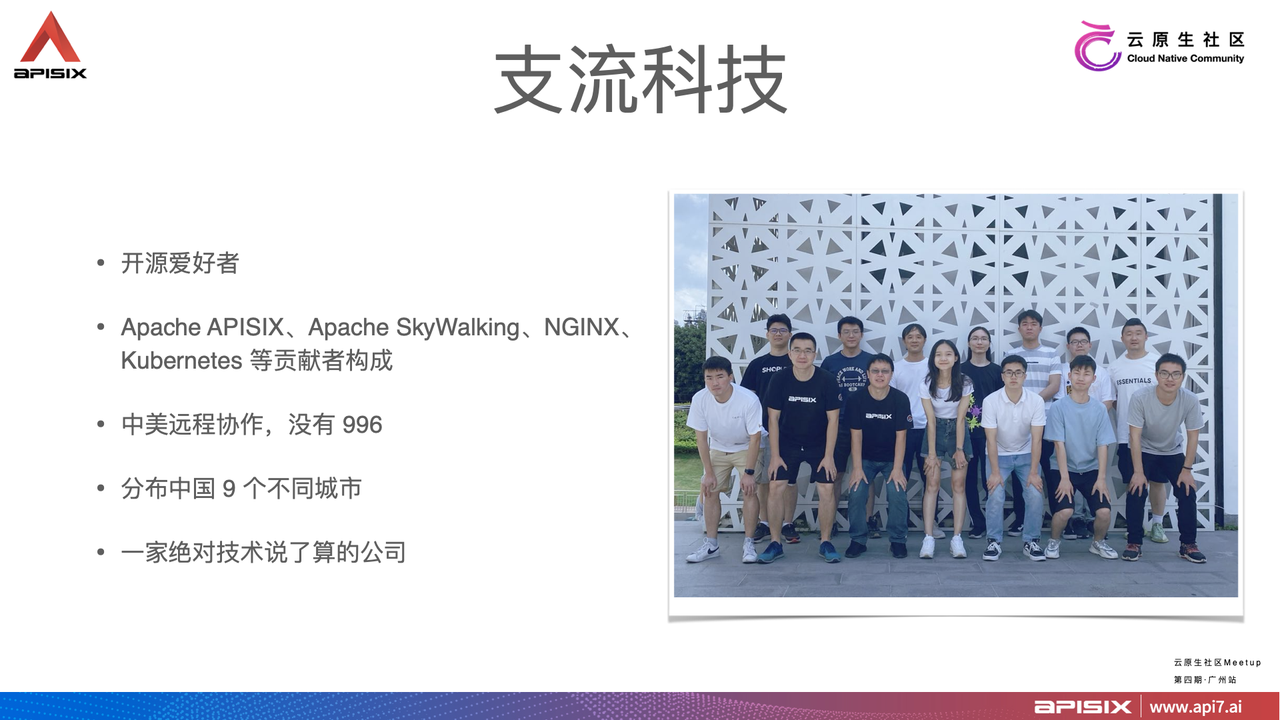 APISIX
云原生社区
Cloud Native Community
支流科技
• 开源爱好者
• Apache APISIX、Apache SkyWalking、NGINX、
Kubernetes 等贡献者构成
• 中美远程协作，没有 996
• 分布中国 9 个不同城市
• 一家绝对技术说了算的公司
APISIX
APISIX
ESSENTIALS
云原生社区Meetup
第四期·广州站
APISIX
www.api7.ai